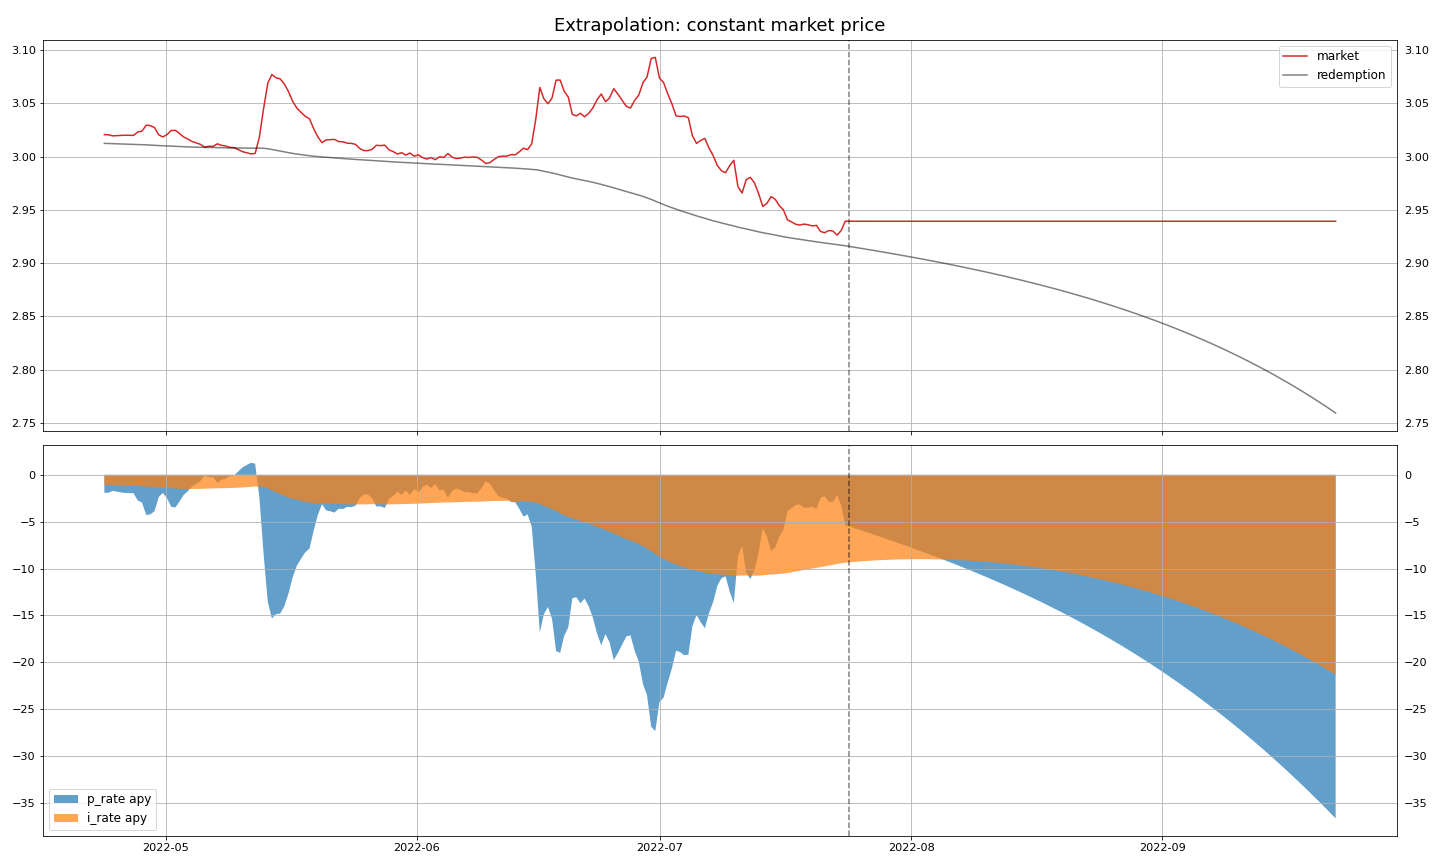 Extrapolation: constant market price
3.10 3.10
market
redemption
3.05 3.05
3.00 3.00
2.95 2.95
2.90 2.90
2.85 2.85
2.80 2.80
2.75 2.75
0 0
−5 −5
−10 −10
−15 −15
−20 −20
−25 −25
−30 −30
−35 −35
p_rate apy
i_rate apy
2022-05 2022-06 2022-07 2022-08 2022-09